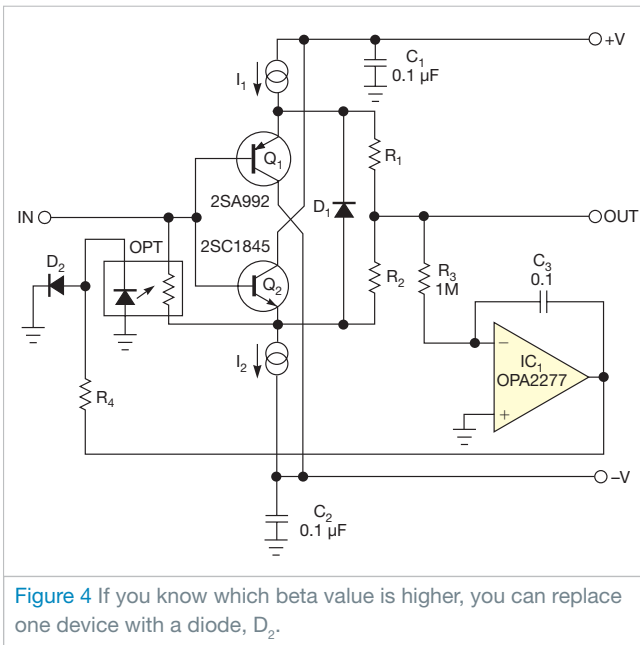 +V
C₁
0.1 µF
I₁
R₁
Q₁
2SA992
D₁
IN
OUT
2SC1845
OPT
D₂
Q₂
R₂
R₃
1M
C₃
0.1
−
IC₁
OPA2277
+
I₂
R₄
−V
C₂
0.1 µF
Figure 4 If you know which beta value is higher, you can replace
one device with a diode, D₂.